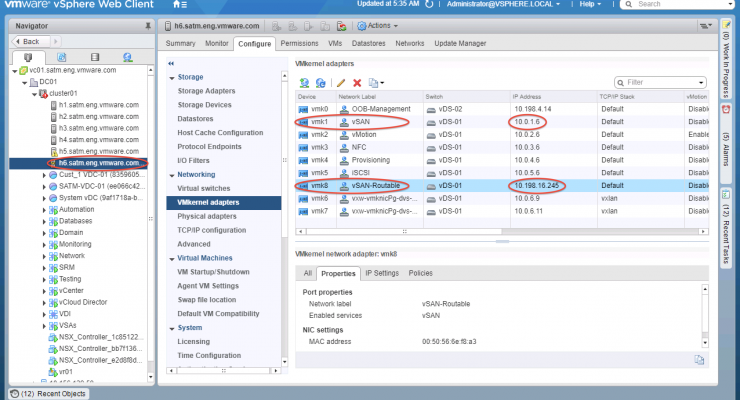 vmware® vSphere Web Client
Updated at 5:35 AM
Administrator@VSPHERE.LOCAL
Help
Search
Navigator
Back
vc01.satm.eng.vmware.com
DC01
cluster01
h1.satm.eng.vmware.com
h2.satm.eng.vmware.com
h3.satm.eng.vmware.com
h4.satm.eng.vmware.com
h5.satm.eng.vmware.com
h6.satm.eng.vmware.com
Cust_1 VDC-01 (8359605...
SATM-VDC-01 (ee066c42...
System vDC (9af1718a-b...
Automation
Databases
Domain
Monitoring
Network
SRM
Testing
vCenter
vCloud Director
VDI
VSAs
NSX_Controller_1c85122...
NSX_Controller_bb7f136...
NSX_Controller_e2d8f8d...
vr01
h6.satm.eng.vmware.com
Actions
Summary Monitor Configure Permissions VMs Datastores Networks Update Manager
Storage
Storage Adapters
Storage Devices
Datastores
Host Cache Configuration
Protocol Endpoints
I/O Filters
Networking
Virtual switches
VMkernel adapters
Physical adapters
TCP/IP configuration
Advanced
Virtual Machines
VM Startup/Shutdown
Agent VM Settings
Swap file location
Default VM Compatibility
System
Licensing
Time Configuration
VMkernel adapters
Filter
Device Network Label Switch IP Address TCP/IP Stack vMotion
vmk0 OOB-Management vDS-02 10.198.4.14 Default Disable
vmk1 vSAN vDS-01 10.0.1.6 Default Disable
vmk2 vMotion vDS-01 10.0.2.6 Default Enabl
vmk3 NFC vDS-01 10.0.3.6 Default Disable
vmk4 Provisioning vDS-01 10.0.4.6 Default Disable
vmk5 iSCSI vDS-01 10.0.5.6 Default Disable
vmk8 vSAN-Routable vDS-01 10.198.16.245 Default Disable
vmk6 vxw-vmknicPg-dvs-... vDS-01 10.0.6.9 vxlan Disable
vmk7 vxw-vmknicPg-dvs-... vDS-01 10.0.6.11 vxlan Disable
VMkernel network adapter: vmk8
All Properties IP Settings Policies
Port properties
Network label vSAN-Routable
Enabled services vSAN
NIC settings
MAC address 00:50:56:6e:f8:a3
(0) Work In Progress
(5) Alarms
(12) Recent Tasks
(12) Recent Objects